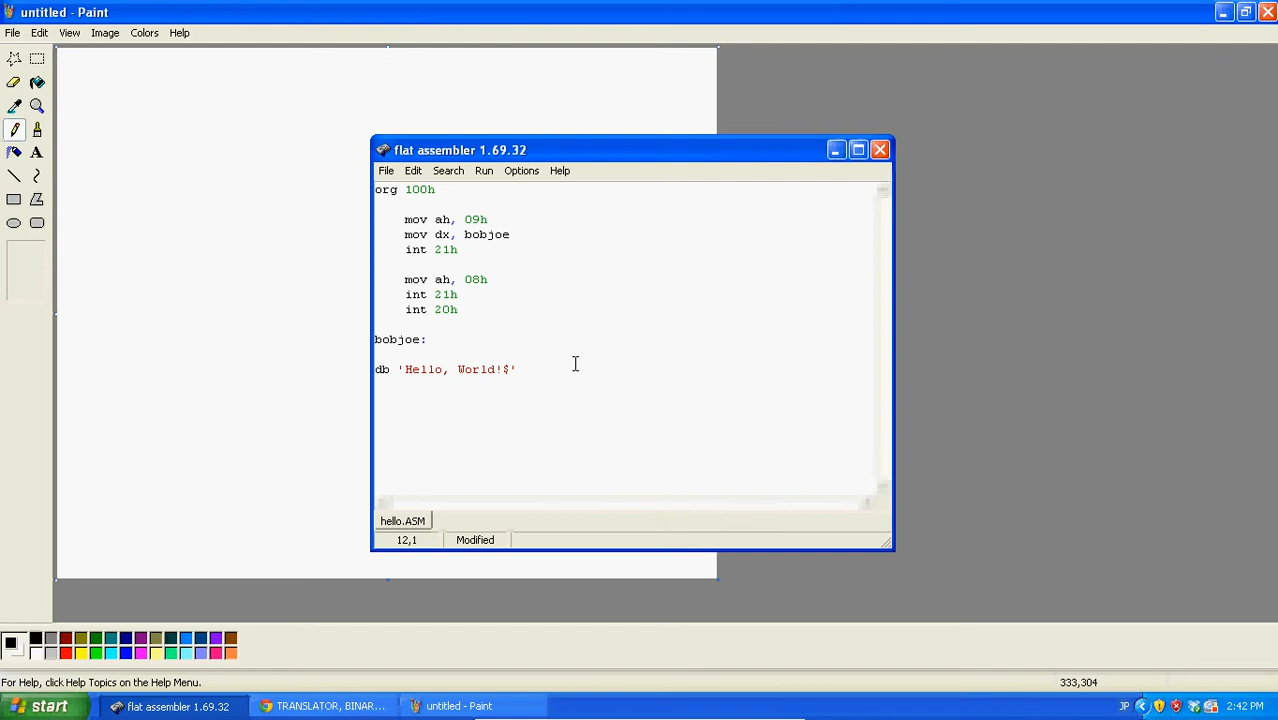 untitled - Paint
File Edit View Image Colors Help
flat assembler 1.69.32
File Edit Search Run Options Help
org 100h
mov ah, 09h
mov dx, bobjoe
int 21h
mov ah, 08h
int 21h
int 20h
bobjoe:
db 'Hello, World!$'
hello.ASM
12,1 Modified
For Help, click Help Topics on the Help Menu. 333,304
start flat assembler 1.69.32 TRANSLATOR, BINAR... untitled - Paint JP 2:42 PM